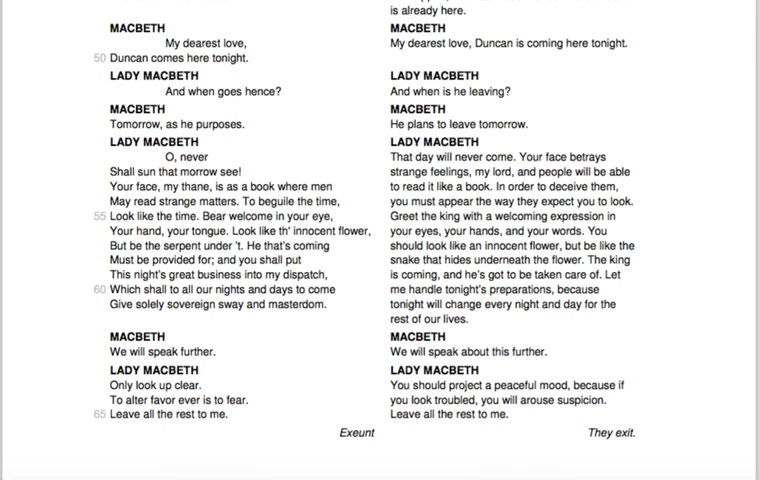 is already here.
MACBETH
My dearest love,
50 Duncan comes here tonight.
LADY MACBETH
And when goes hence?
MACBETH
Tomorrow, as he purposes.
LADY MACBETH
O, never
Shall sun that morrow see!
Your face, my thane, is as a book where men
May read strange matters. To beguile the time,
55 Look like the time. Bear welcome in your eye,
Your hand, your tongue. Look like th' innocent flower,
But be the serpent under 't. He that's coming
Must be provided for; and you shall put
This night's great business into my dispatch,
60 Which shall to all our nights and days to come
Give solely sovereign sway and masterdom.
MACBETH
We will speak further.
LADY MACBETH
Only look up clear.
To alter favor ever is to fear.
65 Leave all the rest to me.
Exeunt
MACBETH
My dearest love, Duncan is coming here tonight.
LADY MACBETH
And when is he leaving?
MACBETH
He plans to leave tomorrow.
LADY MACBETH
That day will never come. Your face betrays
strange feelings, my lord, and people will be able
to read it like a book. In order to deceive them,
you must appear the way they expect you to look.
Greet the king with a welcoming expression in
your eyes, your hands, and your words. You
should look like an innocent flower, but be like the
snake that hides underneath the flower. The king
is coming, and he's got to be taken care of. Let
me handle tonight's preparations, because
tonight will change every night and day for the
rest of our lives.
MACBETH
We will speak about this further.
LADY MACBETH
You should project a peaceful mood, because if
you look troubled, you will arouse suspicion.
Leave all the rest to me.
They exit.